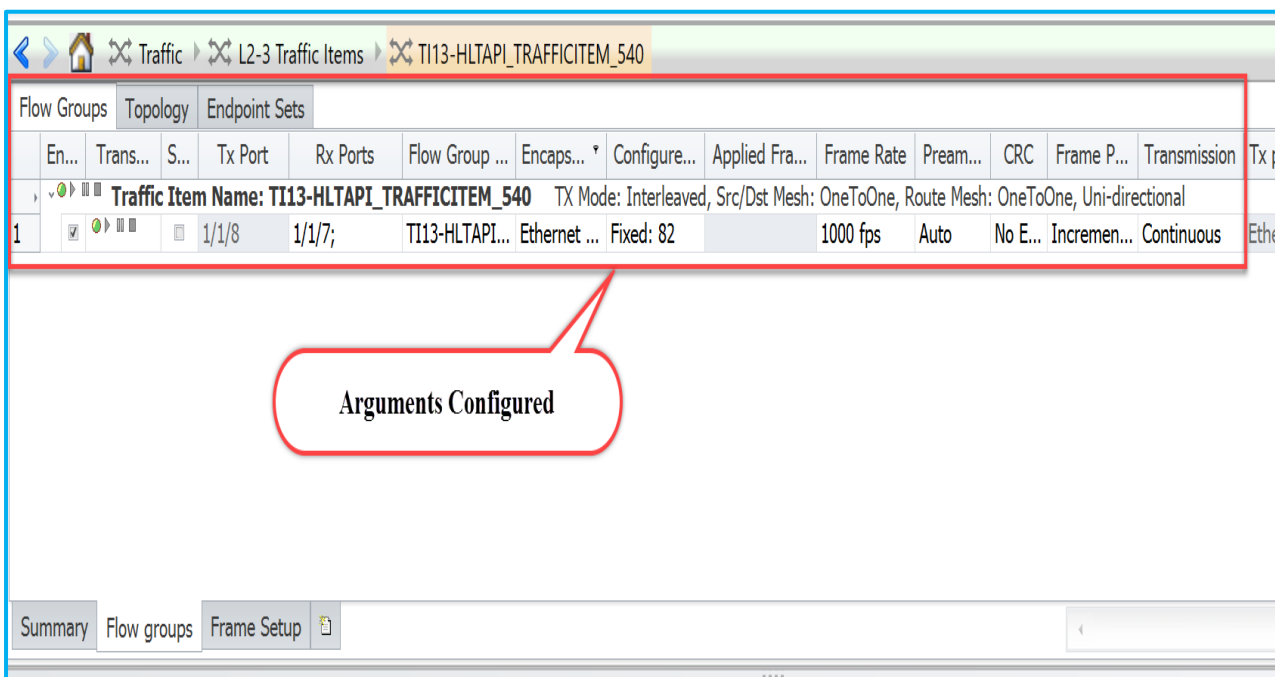 Traffic L2-3 Traffic Items TI13-HLTAPI_TRAFFICITEM_540
Flow Groups Topology Endpoint Sets
En... Trans... S... Tx Port Rx Ports Flow Group ... Encaps... Configure... Applied Fra... Frame Rate Pream... CRC Frame P... Transmission Tx
Traffic Item Name: TI13-HLTAPI_TRAFFICITEM_540 TX Mode: Interleaved, Src/Dst Mesh: OneToOne, Route Mesh: OneToOne, Uni-directional
1 1/1/8 1/1/7; TI13-HLTAPI... Ethernet ... Fixed: 82 1000 fps Auto No E... Incremen... Continuous Ethe
Arguments Configured
Summary Flow groups Frame Setup